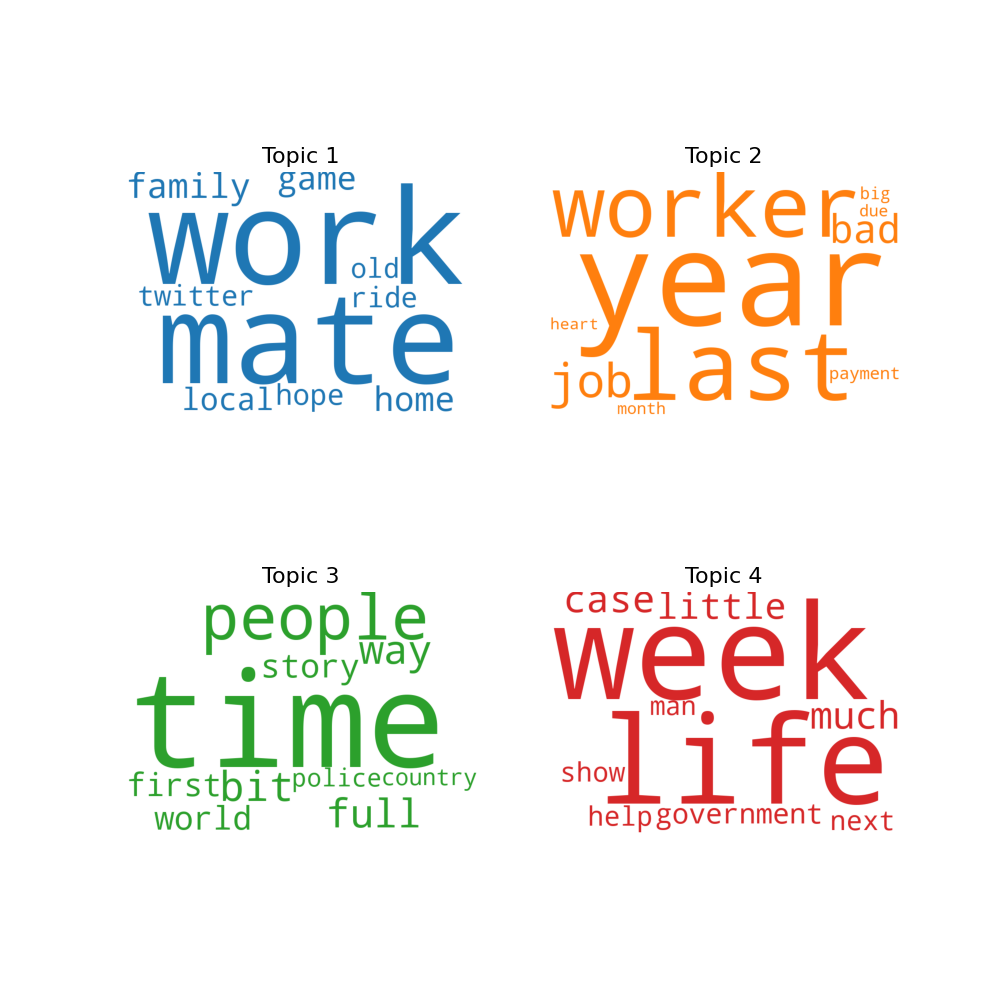 Topic 1
family game
work
old
twitter ride
mate
local hope home
Topic 2
worker big
due
bad
year
heart
last
job payment
month
Topic 3
people
way
story
time
first bit police country
world full
Topic 4
case little
week
man much
life
show
help government next